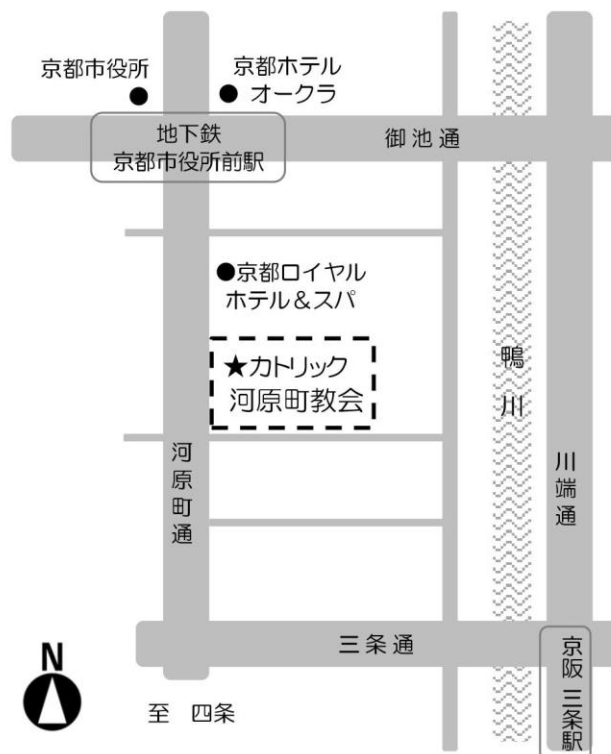 京都市役所
京都ホテル
オークラ
地下鉄
京都市役所前駅
御池通
京都ロイヤル
ホテル＆スパ
★カトリック
河原町教会
鴨川
河原町通
川端通
三条通
京阪 三条駅
N
至 四条